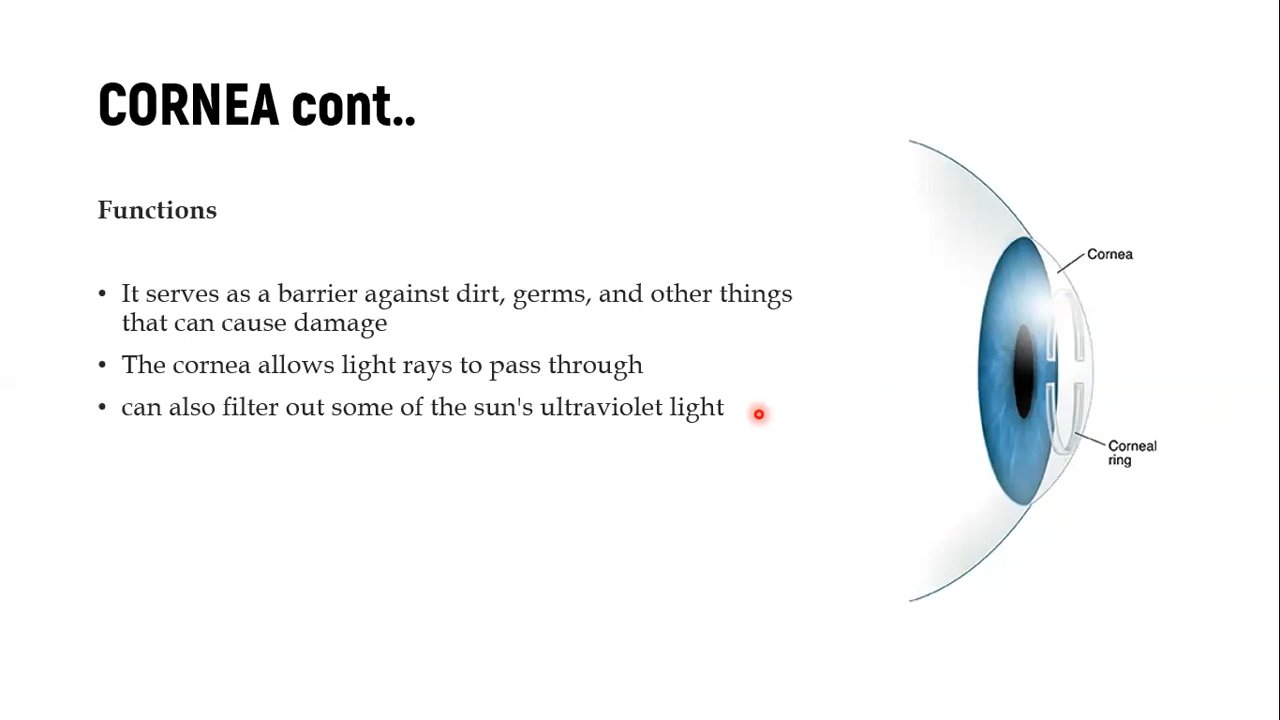 CORNEA cont..
Functions
• It serves as a barrier against dirt, germs, and other things
that can cause damage
• The cornea allows light rays to pass through
• can also filter out some of the sun's ultraviolet light
Cornea
Corneal
ring